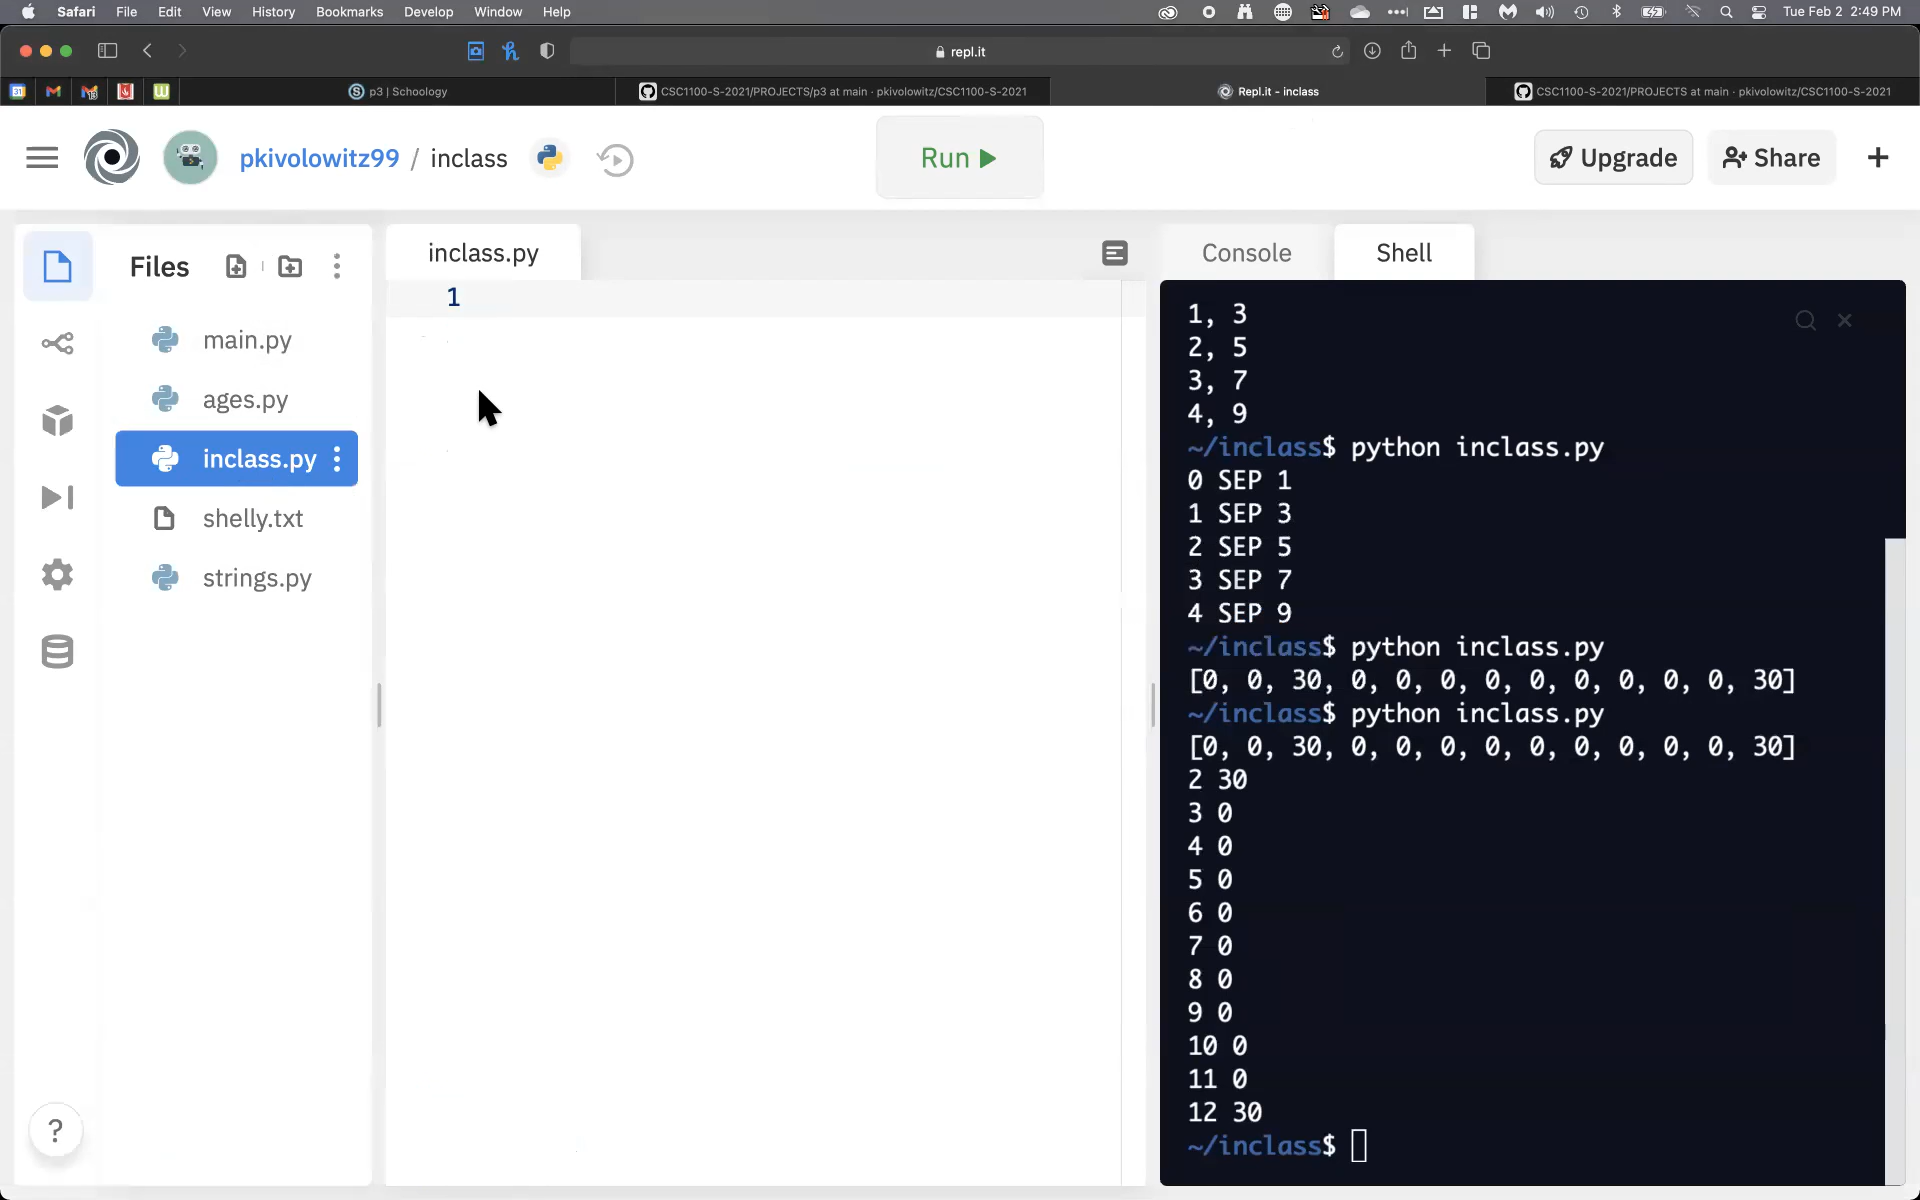 Safari File Edit View History Bookmarks Develop Window Help Tue Feb 2 2:49 PM
repl.it
p3 | Schoology
CSC1100-S-2021/PROJECTS/p3 at main · pkivolowitz/CSC1100-S-2021
Repl.it - inclass
CSC1100-S-2021/PROJECTS at main · pkivolowitz/CSC1100-S-2021
pkivolowitz99 / inclass
Run
Upgrade
Share
Files
main.py
ages.py
inclass.py
shelly.txt
strings.py
?
inclass.py
1
Console
Shell
1, 3
2, 5
3, 7
4, 9
~/inclass$ python inclass.py
0 SEP 1
1 SEP 3
2 SEP 5
3 SEP 7
4 SEP 9
~/inclass$ python inclass.py
[0, 0, 30, 0, 0, 0, 0, 0, 0, 0, 0, 0, 30]
~/inclass$ python inclass.py
[0, 0, 30, 0, 0, 0, 0, 0, 0, 0, 0, 0, 30]
2 30
3 0
4 0
5 0
6 0
7 0
8 0
9 0
10 0
11 0
12 30
~/inclass$